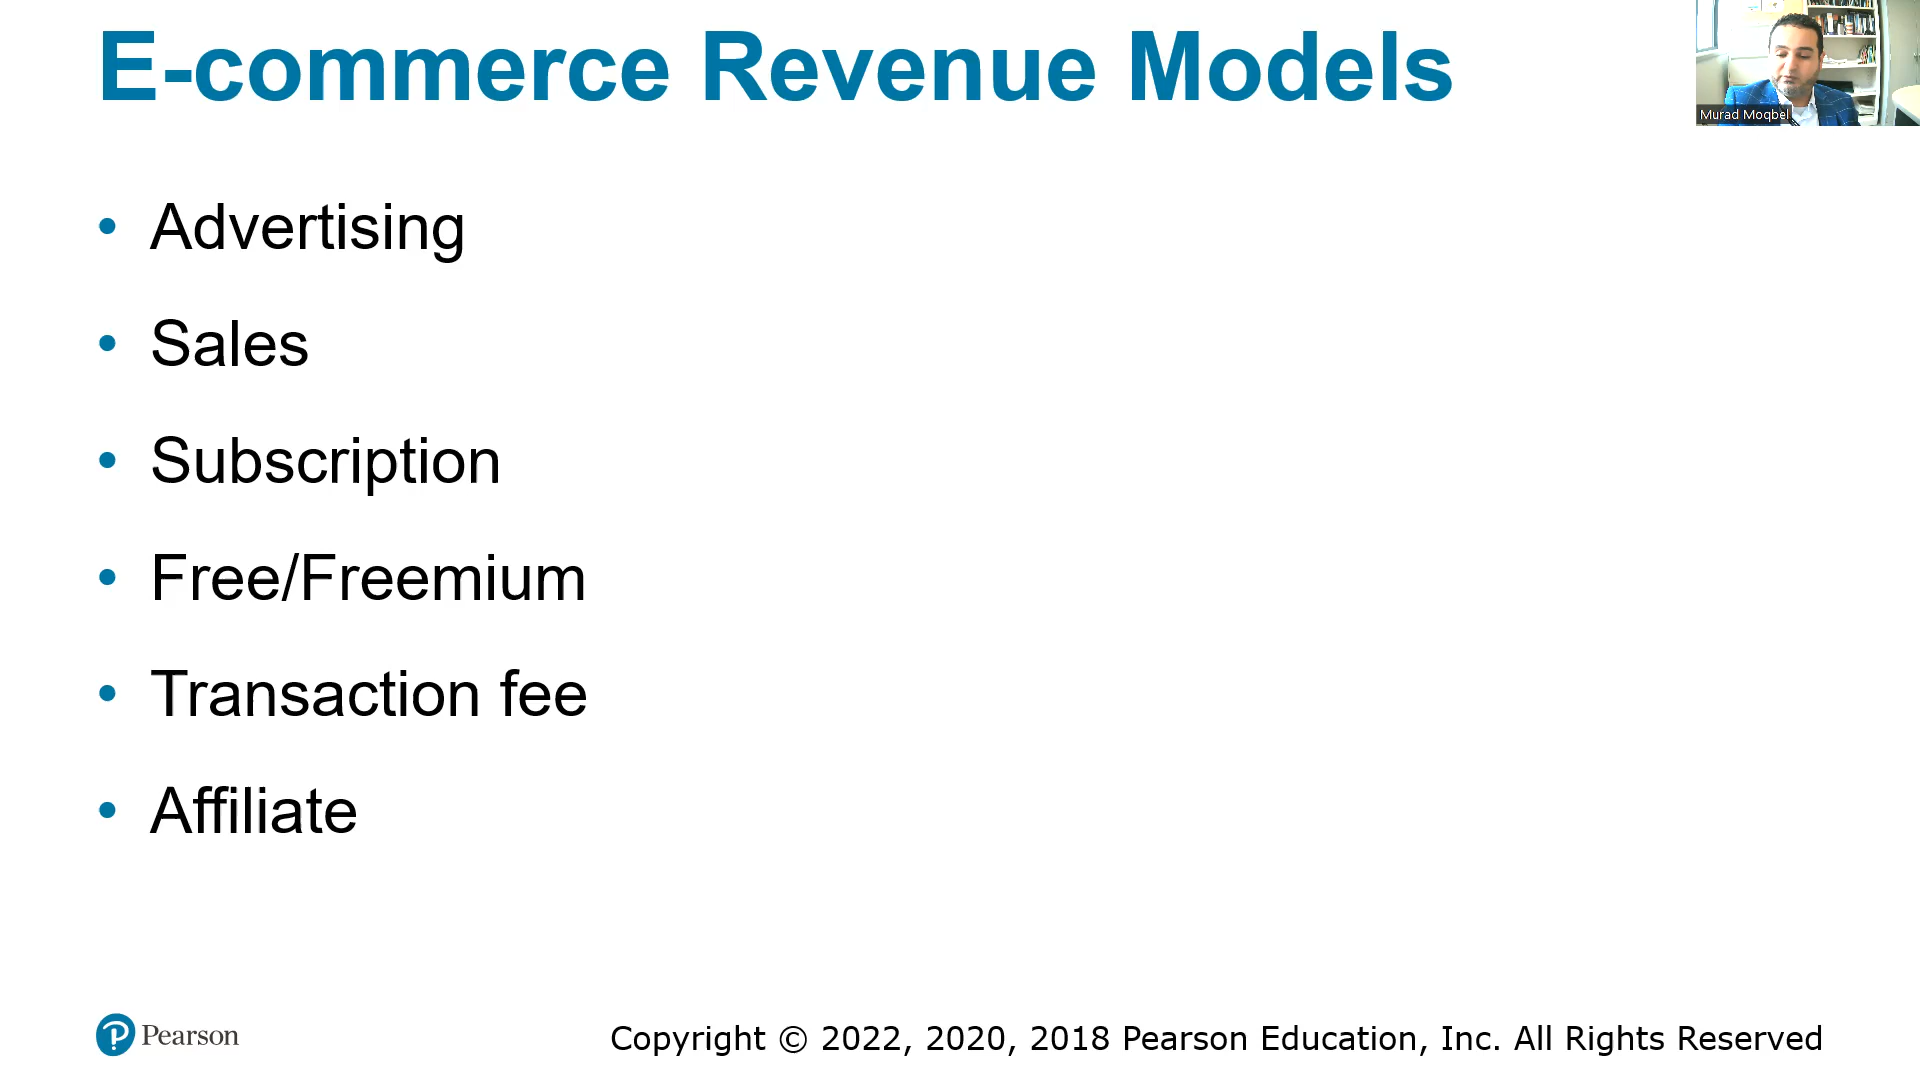 E-commerce Revenue Models
Murad Moqbel
• Advertising
• Sales
• Subscription
• Free/Freemium
• Transaction fee
• Affiliate
Pearson
Copyright © 2022, 2020, 2018 Pearson Education, Inc. All Rights Reserved